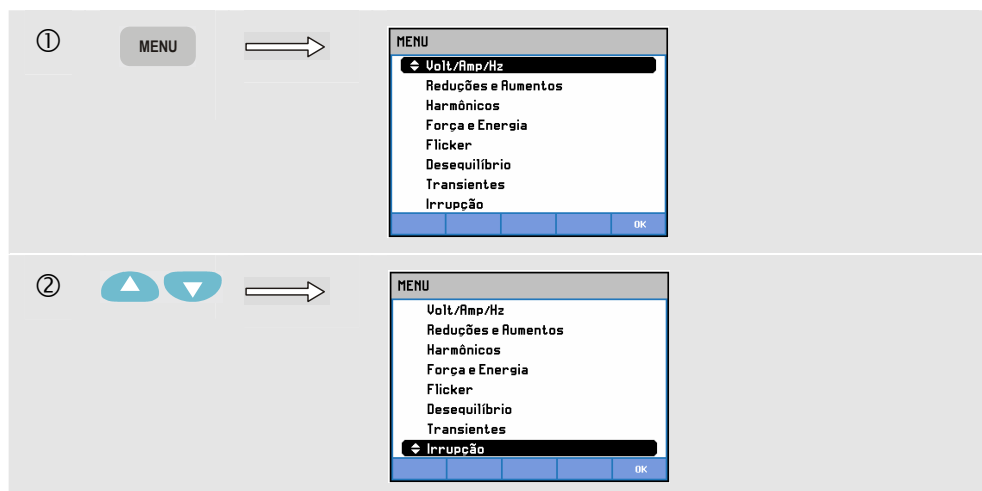 ①
MENU
MENU
Volt/Amp/Hz
Reduções e Aumentos
Harmônicos
Força e Energia
Flicker
Desequilíbrio
Transientes
Irrupção
OK
②
MENU
Volt/Amp/Hz
Reduções e Aumentos
Harmônicos
Força e Energia
Flicker
Desequilíbrio
Transientes
Irrupção
OK